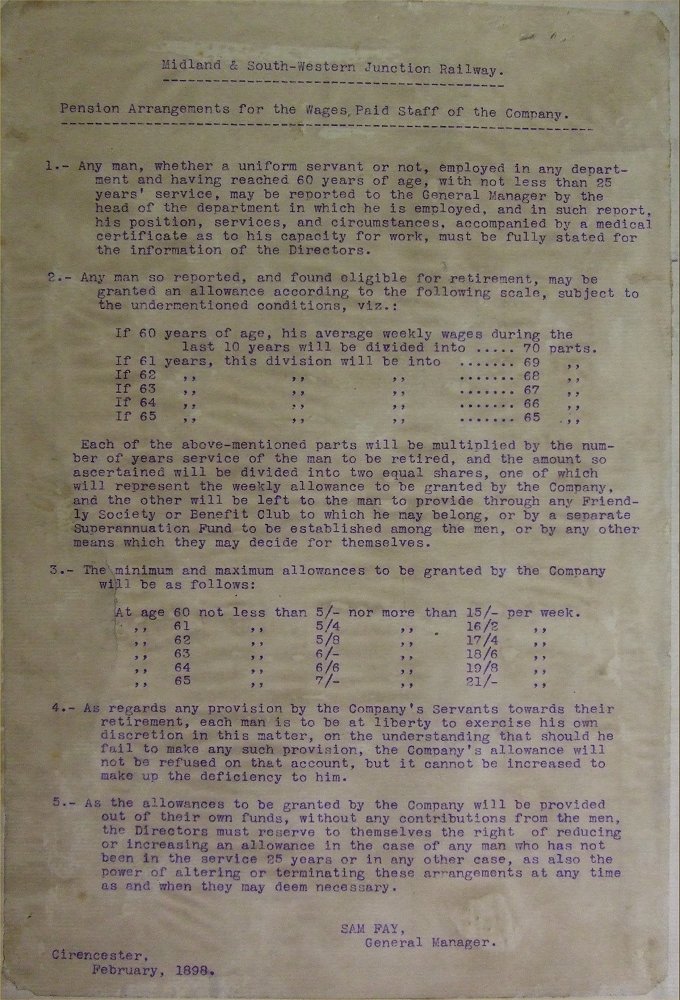 Midland & South-Western Junction Railway.
Pension Arrangements for the Wages Paid Staff of the Company.
1.- Any man, whether a uniform servant or not, employed in any depart-
ment and having reached 60 years of age, with not less than 25
years' service, may be reported to the General Manager by the
head of the department in which he is employed, and in such report,
his position, services, and circumstances, accompanied by a medical
certificate as to his capacity for work, must be fully stated for
the information of the Directors.
2.- Any man so reported, and found eligible for retirement, may be
granted an allowance according to the following scale, subject to
the undermentioned conditions, viz.:
If 60 years of age, his average weekly wages during the
last 10 years will be divided into ..... 70 parts.
If 61 years, this division will be into ....... 69 ,,
If 62 ,, ,, ,, ....... 68 ,,
If 63 ,, ,, ,, ....... 67 ,,
If 64 ,, ,, ,, ....... 66 ,,
If 65 ,, ,, ,, ....... 65 ,,
Each of the above-mentioned parts will be multiplied by the num-
ber of years service of the man to be retired, and the amount so
ascertained will be divided into two equal shares, one of which
will represent the weekly allowance to be granted by the Company,
and the other will be left to the man to provide through any Friend-
ly Society or Benefit Club to which he may belong, or by a separate
Superannuation Fund to be established among the men, or by any other
means which they may decide for themselves.
3.- The minimum and maximum allowances to be granted by the Company
will be as follows:
At age 60 not less than 5/- nor more than 15/- per week.
,, 61 ,, 5/4 ,, 16/2 ,,
,, 62 ,, 5/8 ,, 17/4 ,,
,, 63 ,, 6/- ,, 18/6 ,,
,, 64 ,, 6/6 ,, 19/8 ,,
,, 65 ,, 7/- ,, 21/- ,,
4.- As regards any provision by the Company's Servants towards their
retirement, each man is to be at liberty to exercise his own
discretion in this matter, on the understanding that should he
fail to make any such provision, the Company's allowance will
not be refused on that account, but it cannot be increased to
make up the deficiency to him.
5.- As the allowances to be granted by the Company will be provided
out of their own funds, without any contributions from the men,
the Directors must reserve to themselves the right of reducing
or increasing an allowance in the case of any man who has not
been in the service 25 years or in any other case, as also the
power of altering or terminating these arrangements at any time
as and when they may deem necessary.
SAM FAY,
General Manager.
Cirencester,
February, 1898.